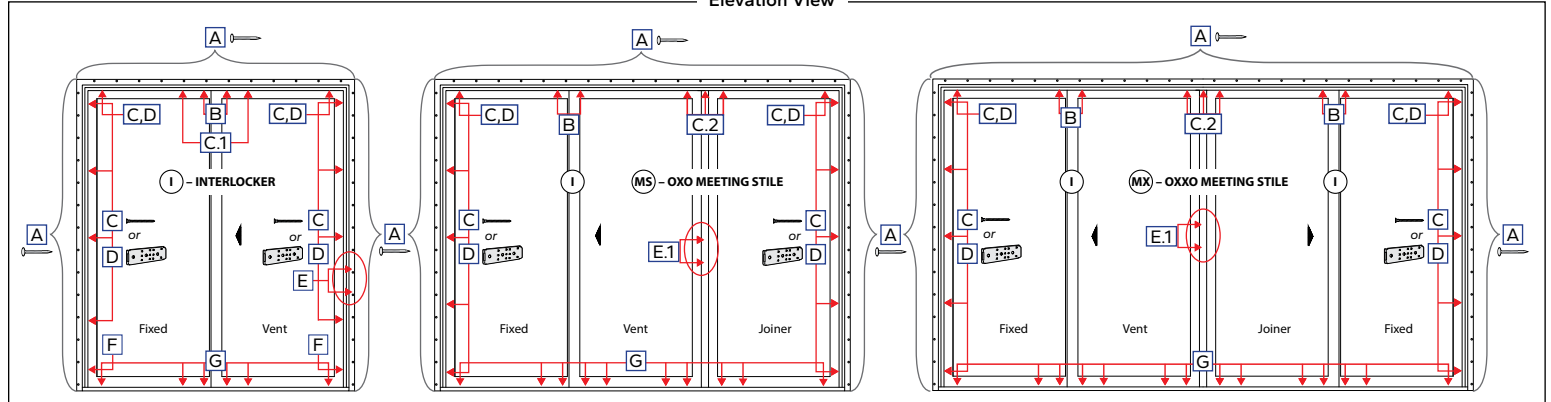 Elevation View
A
A
A
C,D
B
C,D
C.1
I – INTERLOCKER
A
C
or
D
C
or
D
E
A
Fixed
Vent
F
G
F
C,D
B
C.2
C,D
I
MS – OXO MEETING STILE
C
or
D
E.1
C
or
D
A
Fixed
Vent
Joiner
G
C,D
B
C.2
B
C,D
I
MX – OXXO MEETING STILE
I
C
or
D
E.1
C
or
D
A
Fixed
Vent
Joiner
Fixed
G